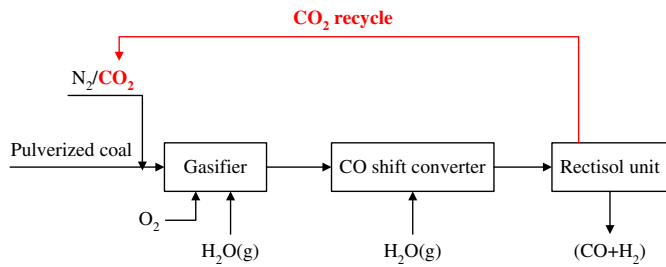 CO₂ recycle
N₂/CO₂
Pulverized coal
Gasifier
CO shift converter
Rectisol unit
O₂
H₂O(g)
H₂O(g)
(CO+H₂)